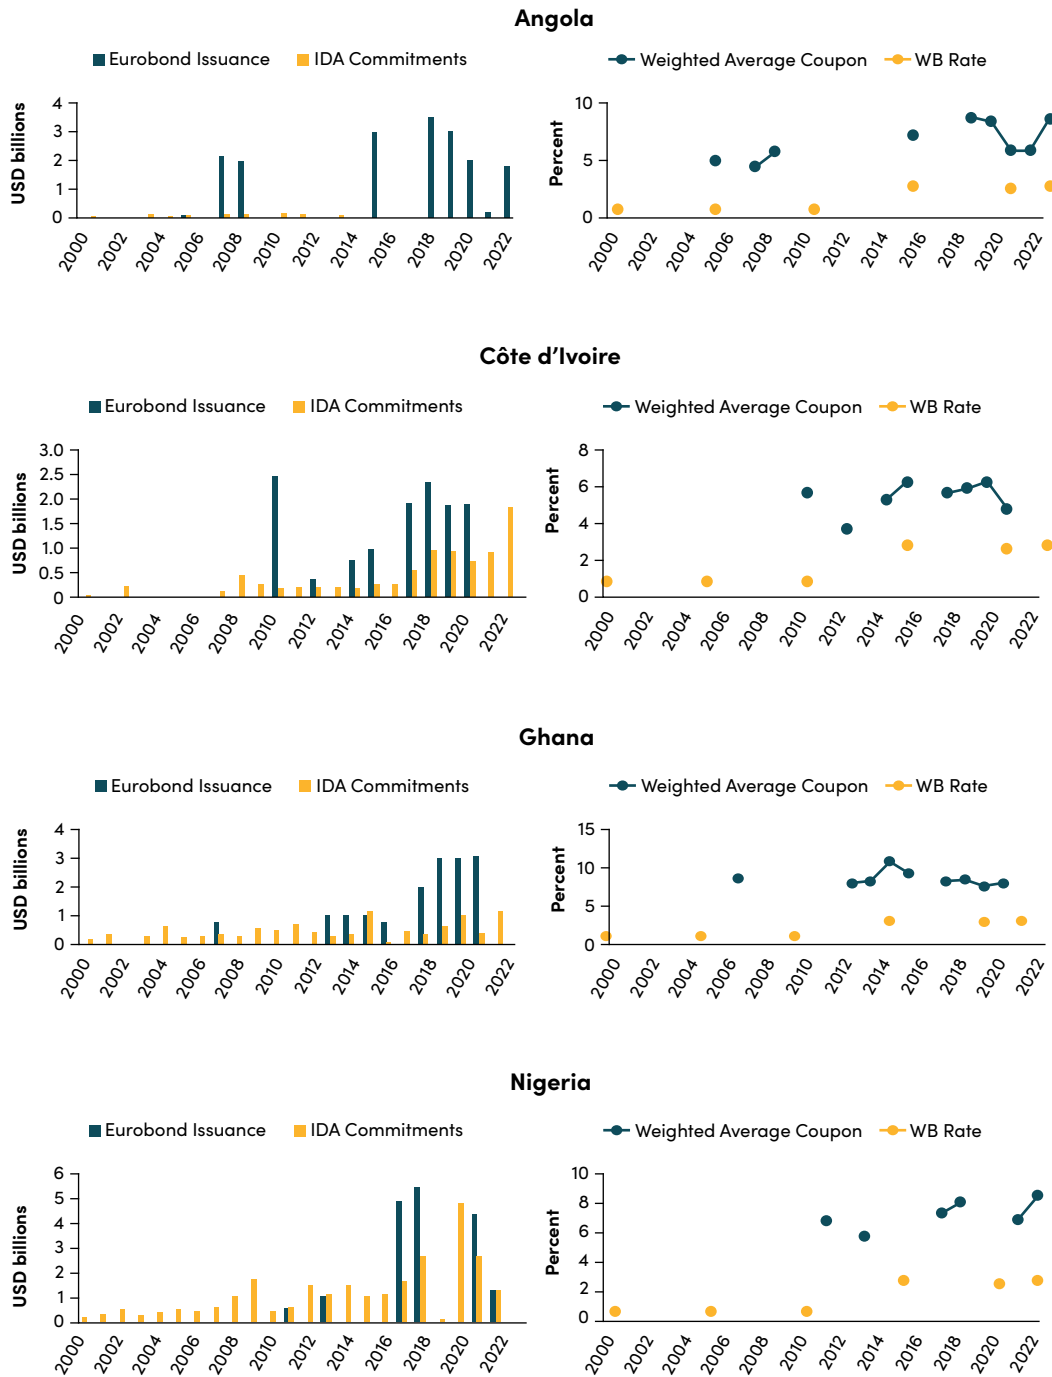 Angola
Eurobond Issuance IDA Commitments
USD billions
4
3
2
1
0
2000 2002 2004 2006 2008 2010 2012 2014 2016 2018 2020 2022
Weighted Average Coupon WB Rate
Percent
10
5
0
2000 2002 2004 2006 2008 2010 2012 2014 2016 2018 2020 2022
Côte d’Ivoire
Eurobond Issuance IDA Commitments
USD billions
3.0
2.5
2.0
1.5
1.0
0.5
0
2000 2002 2004 2006 2008 2010 2012 2014 2016 2018 2020 2022
Weighted Average Coupon WB Rate
Percent
8
6
4
2
0
2000 2002 2004 2006 2008 2010 2012 2014 2016 2018 2020 2022
Ghana
Eurobond Issuance IDA Commitments
USD billions
4
3
2
1
0
2000 2002 2004 2006 2008 2010 2012 2014 2016 2018 2020 2022
Weighted Average Coupon WB Rate
Percent
15
10
5
0
2000 2002 2004 2006 2008 2010 2012 2014 2016 2018 2020 2022
Nigeria
Eurobond Issuance IDA Commitments
USD billions
6
5
4
3
2
1
0
2000 2002 2004 2006 2008 2010 2012 2014 2016 2018 2020 2022
Weighted Average Coupon WB Rate
Percent
10
8
6
4
2
0
2000 2002 2004 2006 2008 2010 2012 2014 2016 2018 2020 2022